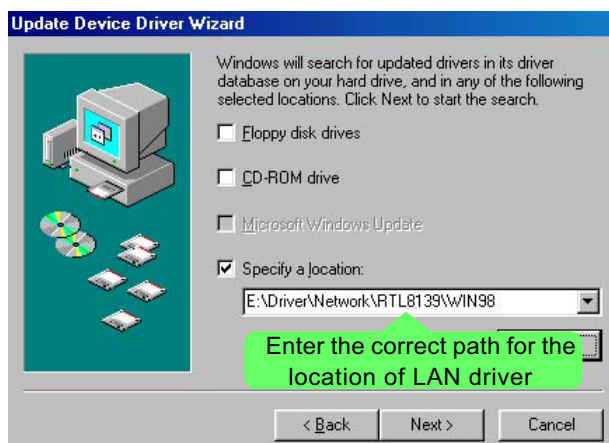 Update Device Driver Wizard
Windows will search for updated drivers in its driver
database on your hard drive, and in any of the following
selected locations. Click Next to start the search.
Floppy disk drives
CD-ROM drive
Microsoft Windows Update
Specify a location:
E:\Driver\Network\RTL8139\WIN98
Enter the correct path for the
location of LAN driver
< Back
Next >
Cancel